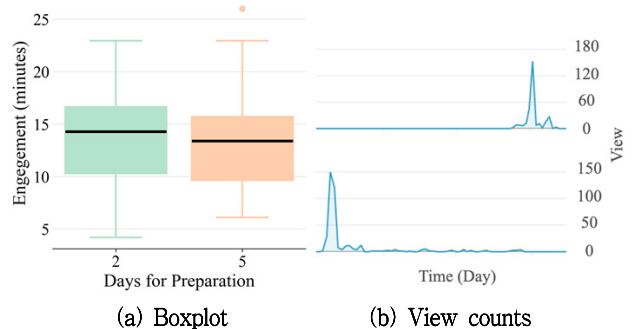 25
20
15
10
5
Engegement (minutes)
2
5
Days for Preparation
(a) Boxplot
180
120
60
0
150
100
50
0
View
Time (Day)
(b) View counts